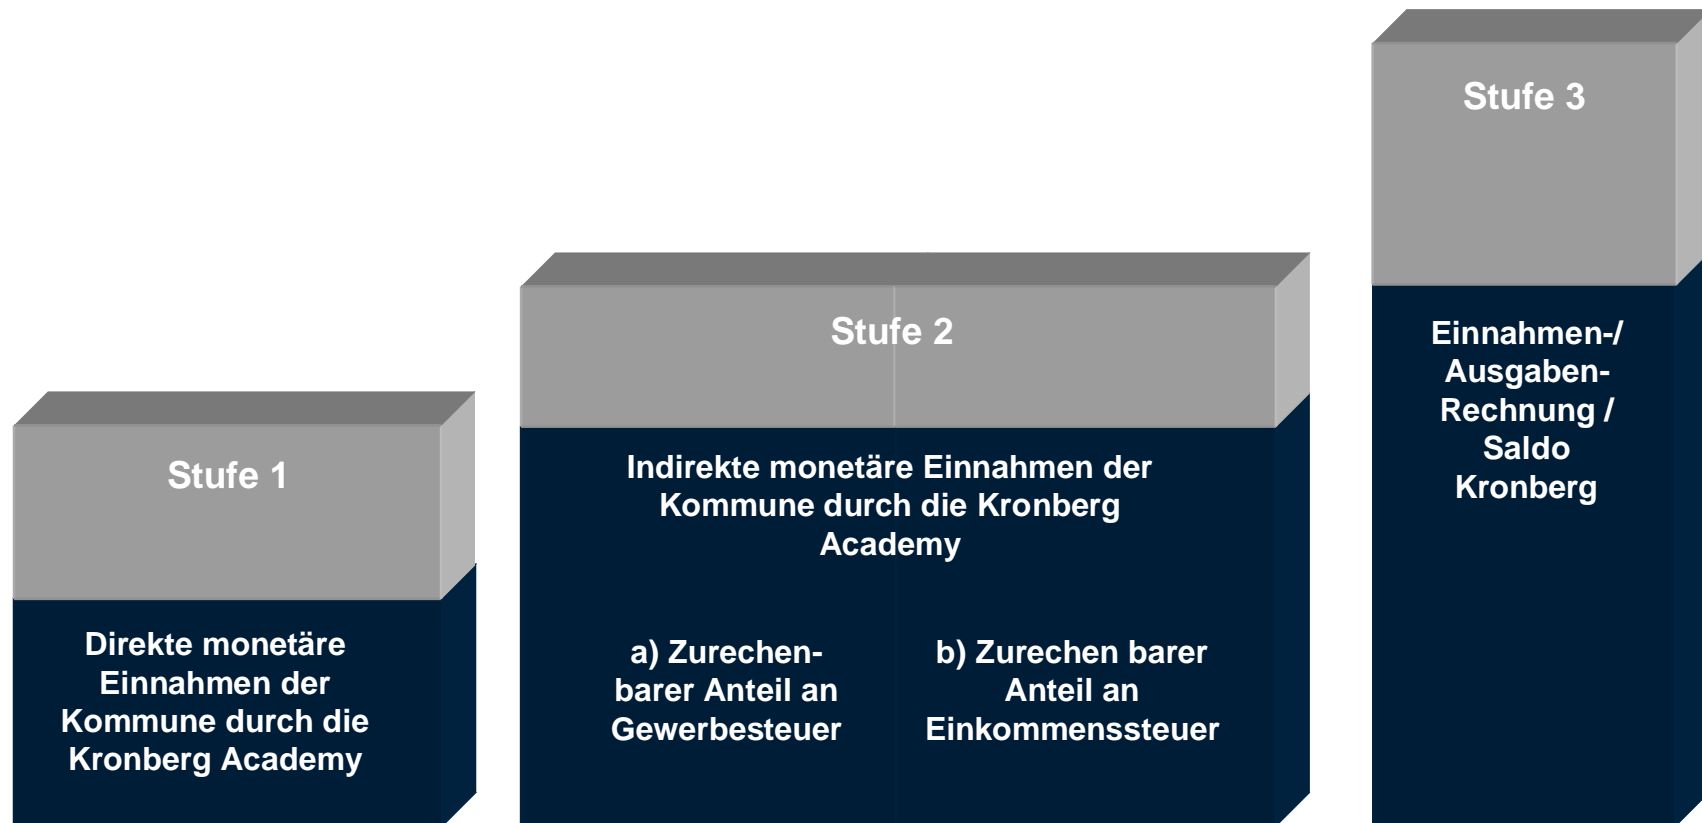 Stufe 1
Direkte monetäre
Einnahmen der
Kommune durch die
Kronberg Academy
Stufe 2
Indirekte monetäre Einnahmen der
Kommune durch die Kronberg
Academy
a) Zurechen-
barer Anteil an
Gewerbesteuer
b) Zurechen barer
Anteil an
Einkommenssteuer
Stufe 3
Einnahmen-/
Ausgaben-
Rechnung /
Saldo
Kronberg